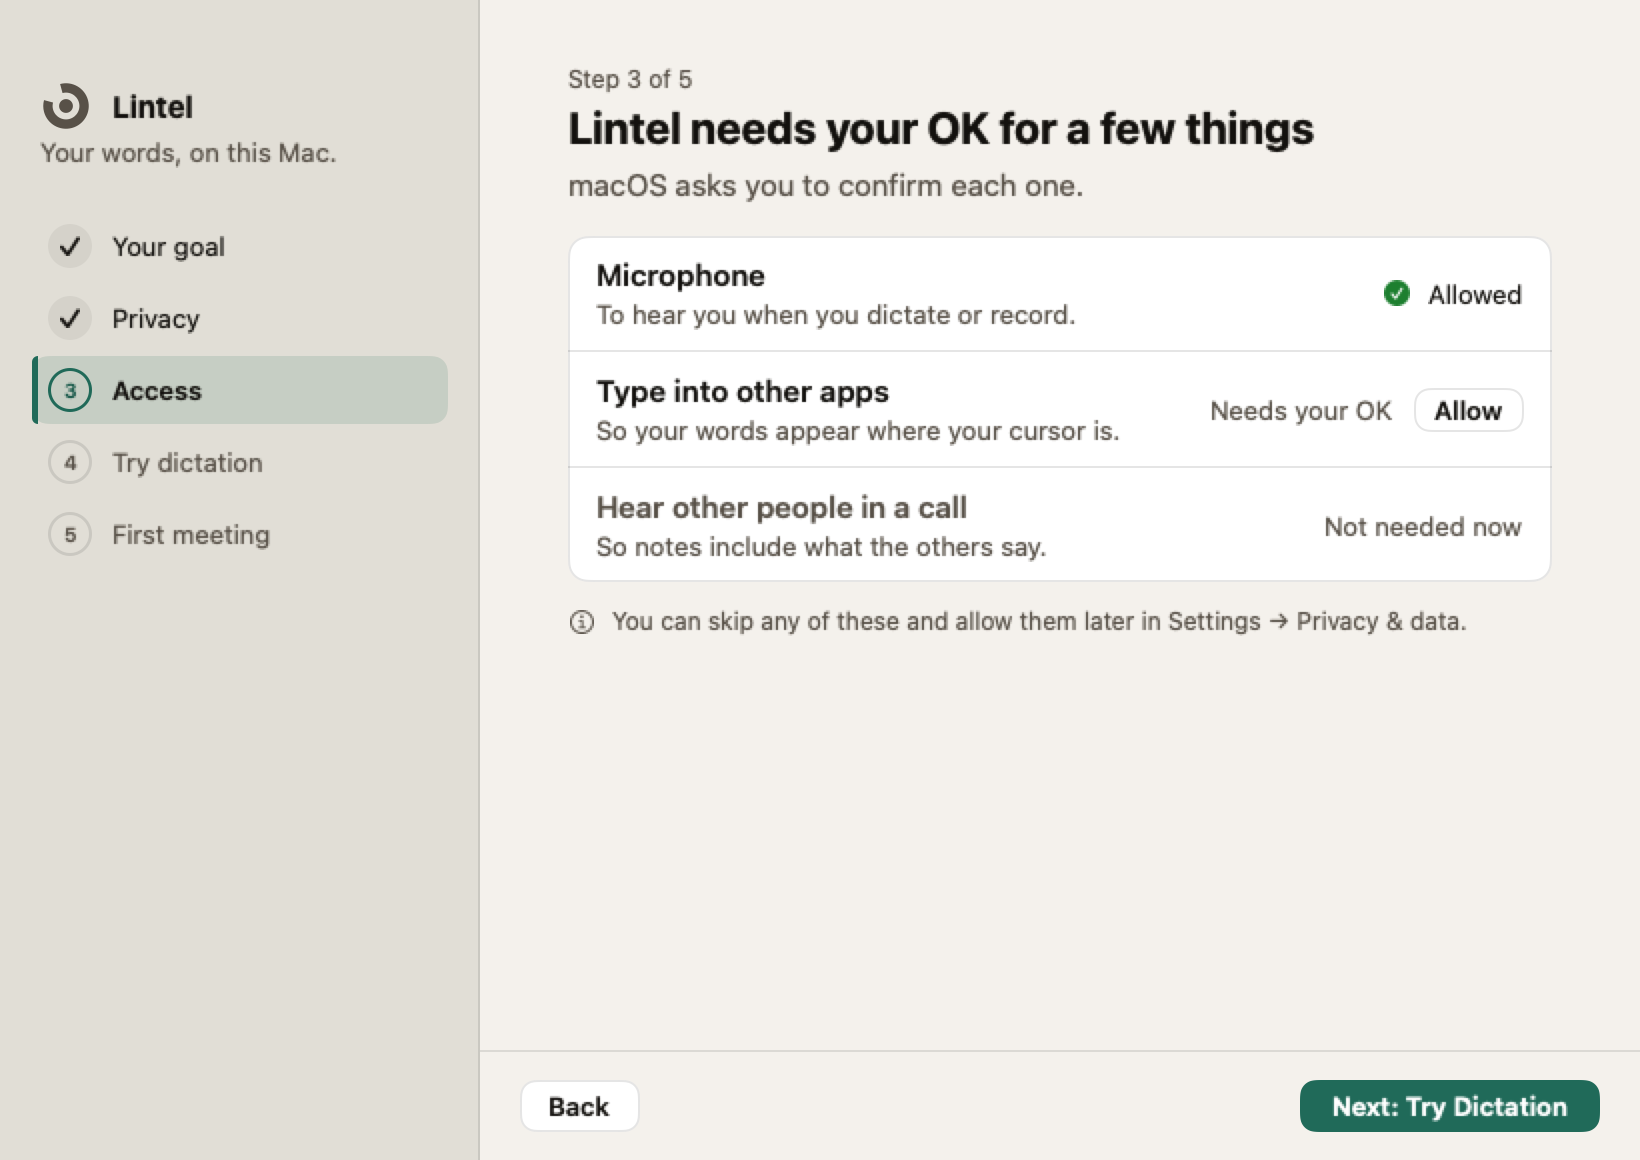 Lintel
Your words, on this Mac.
Your goal
Privacy
3 Access
4 Try dictation
5 First meeting
Step 3 of 5
Lintel needs your OK for a few things
macOS asks you to confirm each one.
Microphone
To hear you when you dictate or record.
Allowed
Type into other apps
So your words appear where your cursor is.
Needs your OK
Allow
Hear other people in a call
So notes include what the others say.
Not needed now
You can skip any of these and allow them later in Settings → Privacy & data.
Back
Next: Try Dictation